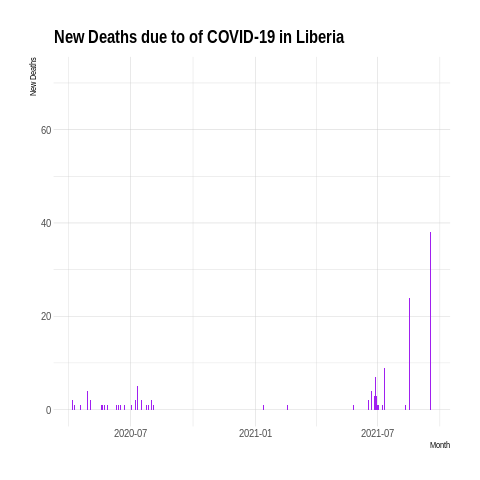 New Deaths due to of COVID-19 in Liberia
New Deaths
60
40
20
0
2020-07
2021-01
2021-07
Month